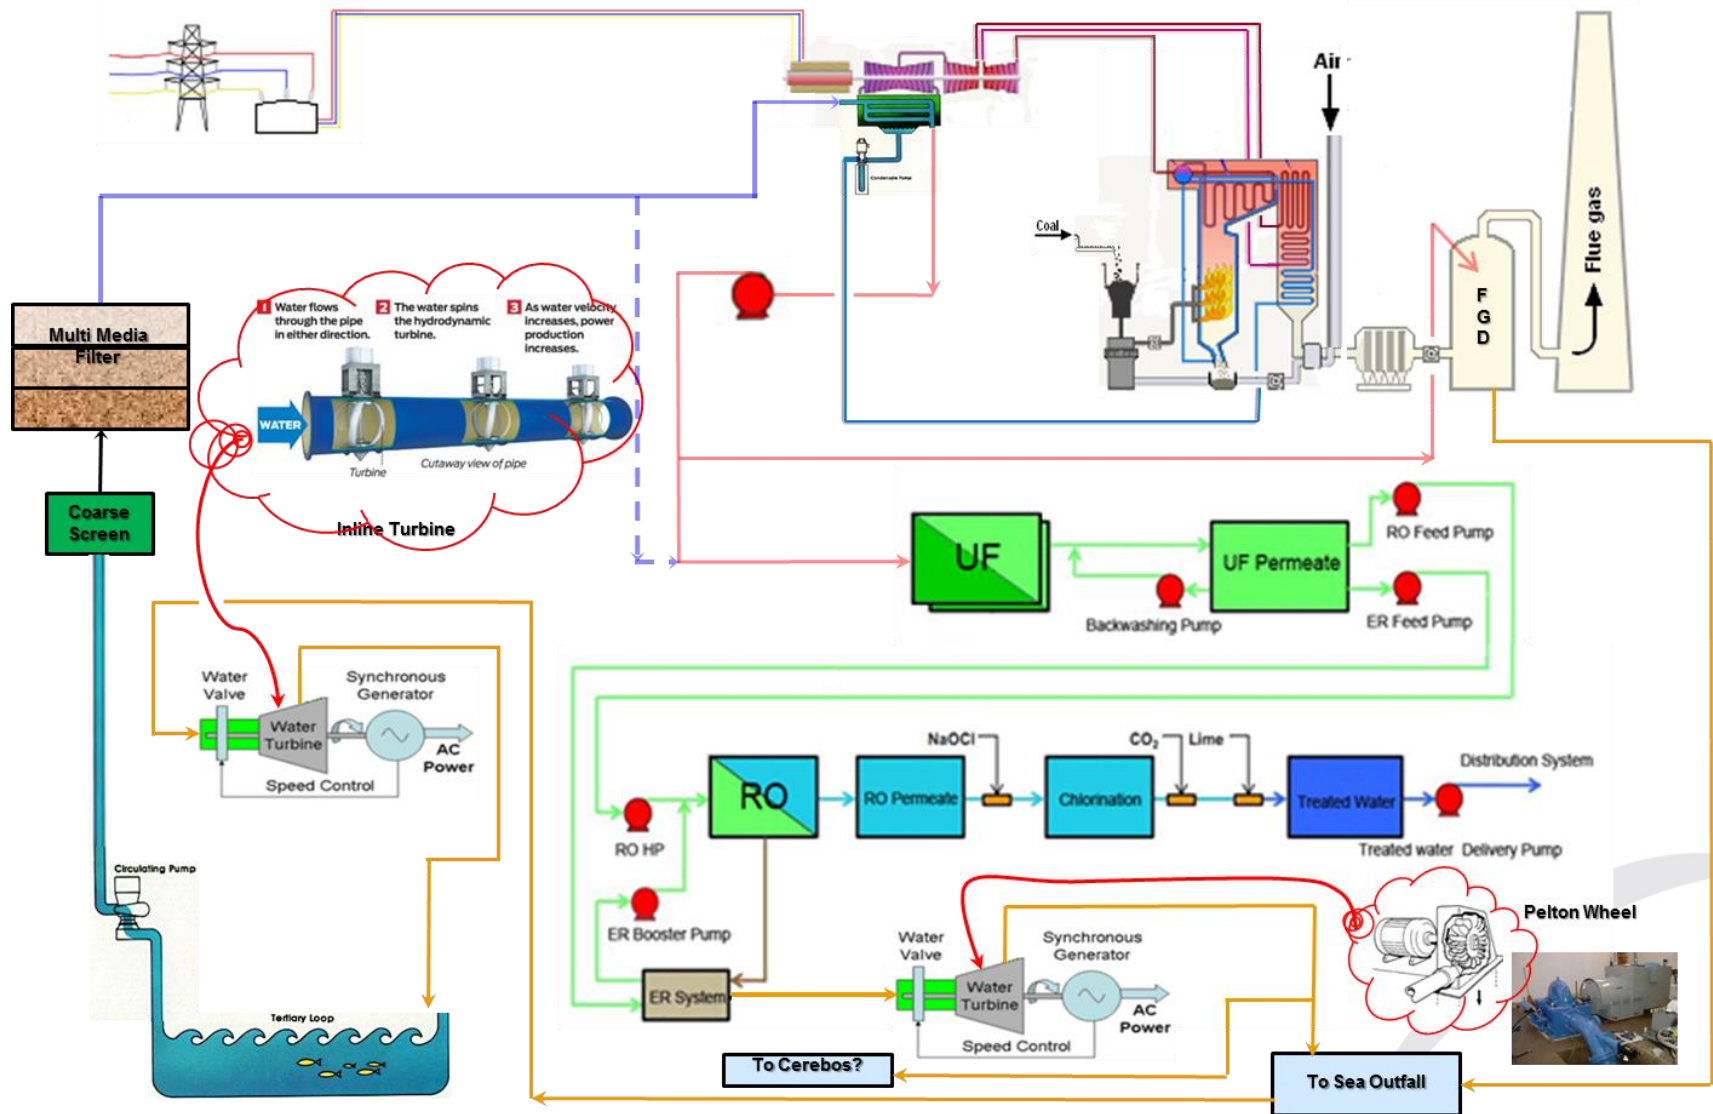 Air
Flue gas
Condensate Pump
Coal
FGD
Multi Media
Filter
1 Water flows
through the pipe
in either direction.
2 The water spins
the hydrodynamic
turbine.
3 As water velocity
increases, power
production
increases.
WATER
Turbine
Cutaway view of pipe
Inline Turbine
Coarse
Screen
UF
UF Permeate
RO Feed Pump
ER Feed Pump
Backwashing Pump
Water
Valve
Synchronous
Generator
Water
Turbine
AC
Power
Speed Control
NaOCl
CO₂
Lime
Distribution System
RO
RO Permeate
Chlorination
Treated Water
RO HP
Treated water Delivery Pump
Circulating Pump
ER Booster Pump
Pelton Wheel
Water
Valve
Synchronous
Generator
ER System
Water
Turbine
AC
Power
Speed Control
Tertiary Loop
To Cerebos?
To Sea Outfall